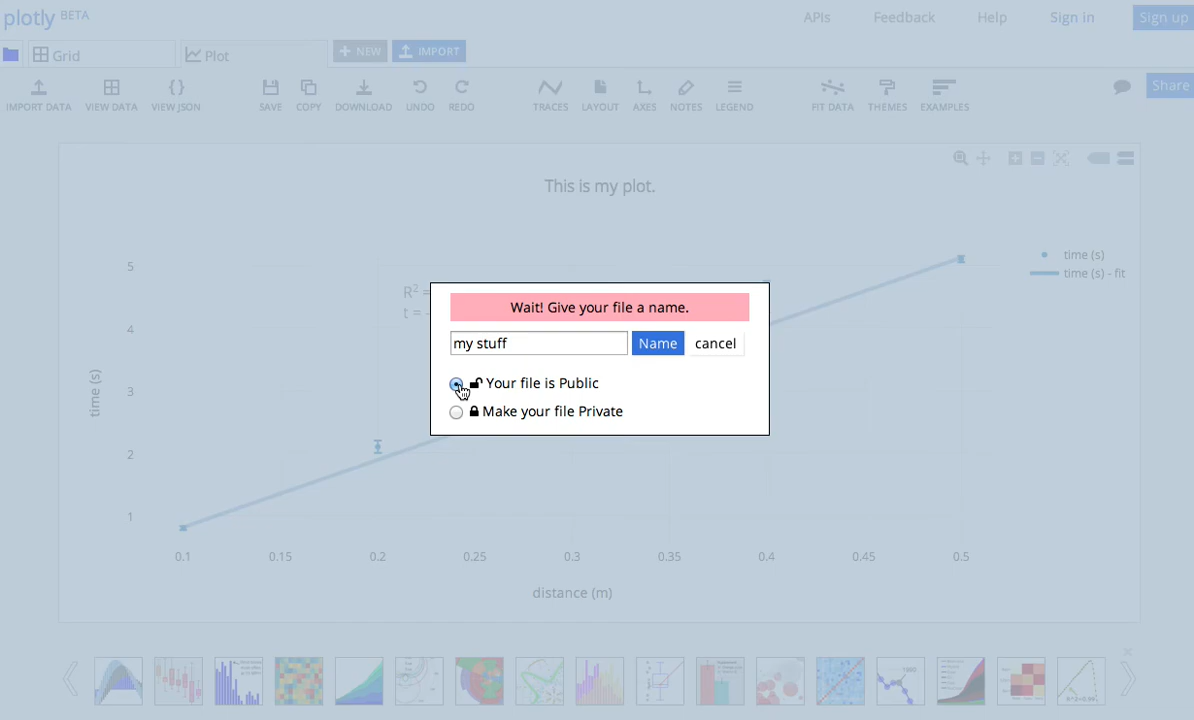 plotly BETA
APIs Feedback Help Sign in Sign up
Grid Plot + NEW IMPORT
IMPORT DATA VIEW DATA VIEW JSON SAVE COPY DOWNLOAD UNDO REDO TRACES LAYOUT AXES NOTES LEGEND FIT DATA THEMES EXAMPLES Share
This is my plot.
time (s)
time (s) - fit
R² =
t = -
Wait! Give your file a name.
my stuff Name cancel
Your file is Public
Make your file Private
time (s)
5
4
3
2
1
0.1 0.15 0.2 0.25 0.3 0.35 0.4 0.45 0.5
distance (m)